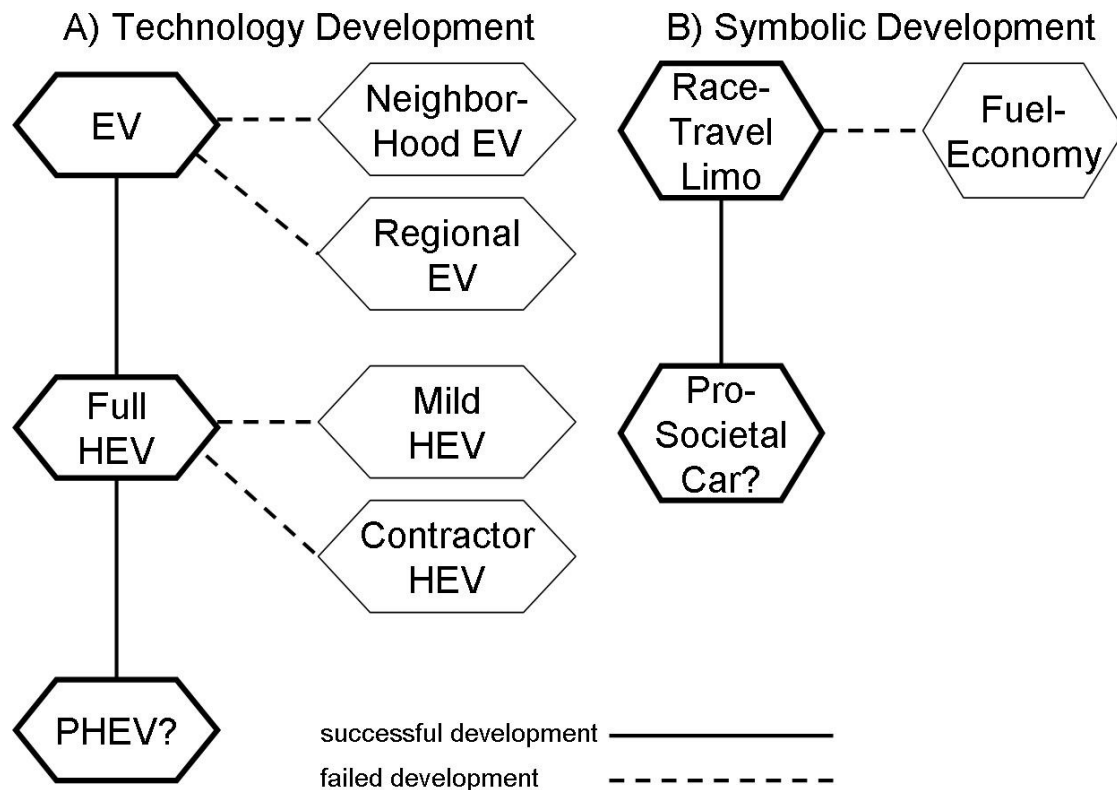 A) Technology Development
EV
Neighbor-
Hood EV
Regional
EV
Full
HEV
Mild
HEV
Contractor
HEV
PHEV?
B) Symbolic Development
Race-
Travel
Limo
Fuel-
Economy
Pro-
Societal
Car?
successful development
failed development